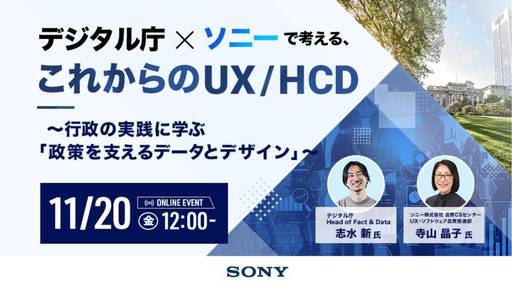 デジタル庁 × ソニーで考える、
これからのUX/HCD
～行政の実践に学ぶ
「政策を支えるデータとデザイン」～
11/20
ONLINE EVENT
金 12:00-
デジタル庁
Head of Fact & Data
志水 新 氏
ソニー株式会社 品質CSセンター
UX・ソフトウェア品質推進部
寺山 晶子 氏
SONY